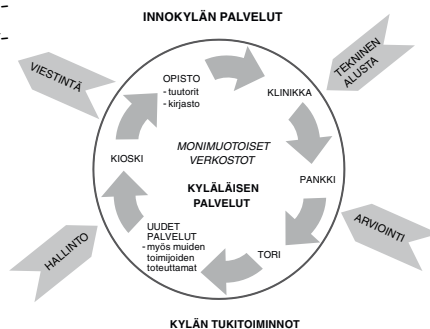 INNOKYLÄN PALVELUT
VIESTINTÄ
TEKNINEN
ALUSTA
OPISTO
- tuutorit
- kirjasto
KLINIKKA
MONIMUOTOISET
VERKOSTOT
KIOSKI
PANKKI
KYLÄLÄISEN
PALVELUT
UUDET
PALVELUT
- myös muiden
toimijoiden
toteuttamat
TORI
ARVIOINTI
HALLINTO
KYLÄN TUKITOIMINNOT